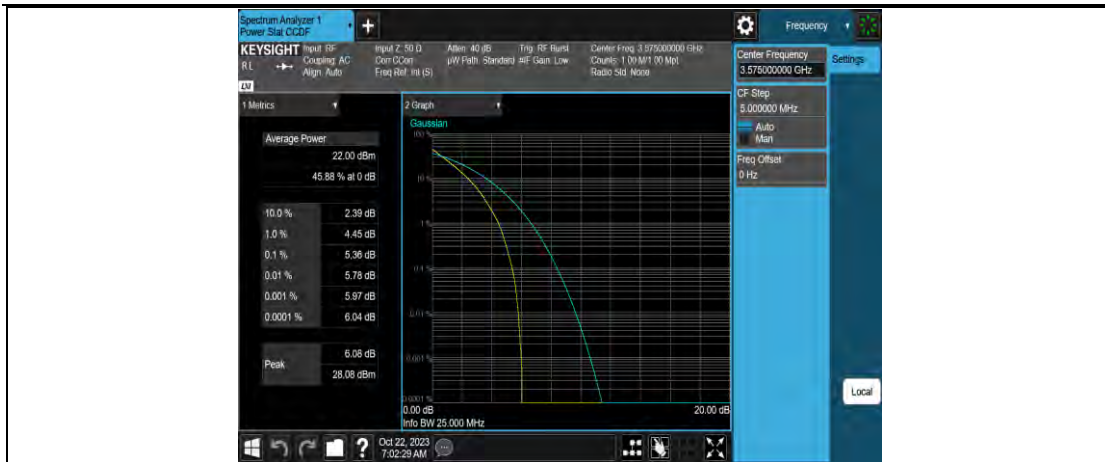 Spectrum Analyzer 1
Power Stat CCDF
+
Frequency
KEYSIGHT
RL
LM
Input: RF
Coupling: AC
Align: Auto
Input Z: 50 Ω
Corr CCorr
Freq Ref: Int (S)
Atten: 40 dB
µW Path: Standard
Trig: RF Burst
#IF Gain: Low
Center Freq: 3.575000000 GHz
Counts: 1.00 M/1.00 Mpt
Radio Std: None
Center Frequency
3.575000000 GHz
Settings
CF Step
5.000000 MHz
Auto
Man
Freq Offset
0 Hz
Local
1 Metrics
Average Power
22.00 dBm
45.88 % at 0 dB
10.0 % 2.39 dB
1.0 % 4.45 dB
0.1 % 5.36 dB
0.01 % 5.78 dB
0.001 % 5.97 dB
0.0001 % 6.04 dB
Peak
6.08 dB
28.08 dBm
2 Graph
Gaussian
100 %
10 %
1 %
0.1 %
0.01 %
0.001 %
0.0001 %
0.00 dB
20.00 dB
Info BW 25.000 MHz
?
Oct 22, 2023
7:02:29 AM